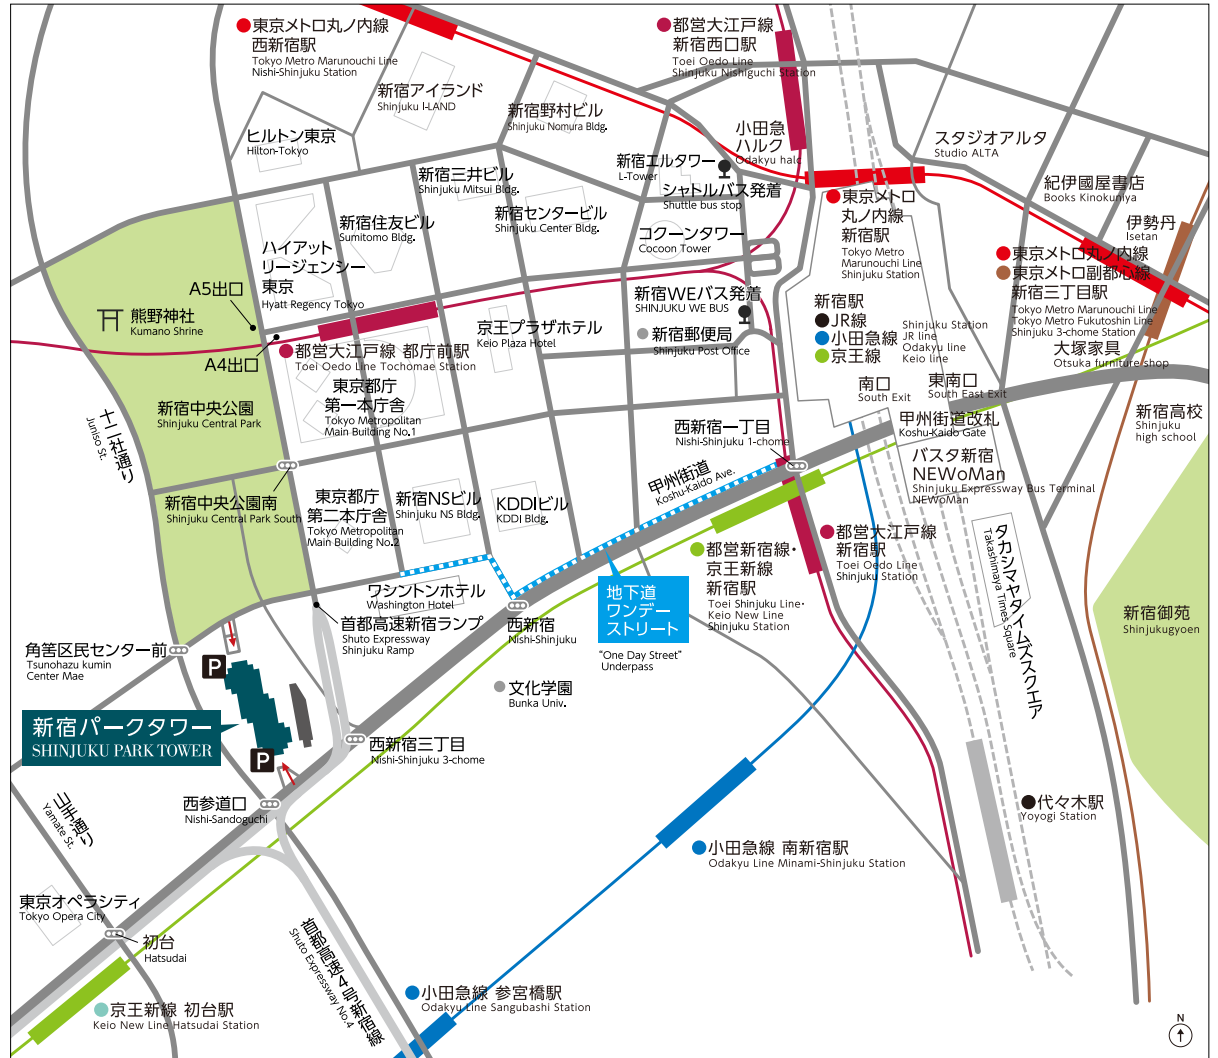 東京メトロ丸ノ内線
西新宿駅
Tokyo Metro Marunouchi Line
Nishi-Shinjuku Station
都営大江戸線
新宿西口駅
Toei Oedo Line
Shinjuku Nishiguchi Station
新宿アイランド
Shinjuku I-LAND
新宿野村ビル
Shinjuku Nomura Bldg.
ヒルトン東京
Hilton-Tokyo
小田急
ハルク
Odakyu halc
スタジオアルタ
Studio ALTA
新宿三井ビル
Shinjuku Mitsui Bldg.
新宿エルタワー
L-Tower
シャトルバス発着
Shuttle bus stop
紀伊國屋書店
Books Kinokuniya
伊勢丹
Isetan
新宿住友ビル
Sumitomo Bldg.
新宿センタービル
Shinjuku Center Bldg.
コクーンタワー
Cocoon Tower
東京メトロ
丸ノ内線
新宿駅
Tokyo Metro
Marunouchi Line
Shinjuku Station
ハイアット
リージェンシー
東京
Hyatt Regency Tokyo
東京メトロ丸ノ内線
東京メトロ副都心線
新宿三丁目駅
Tokyo Metro Marunouchi Line
Tokyo Metro Fukutoshin Line
Shinjuku 3-chome Station
A5出口
熊野神社
Kumano Shrine
A4出口
新宿WEバス発着
SHINJUKU WE BUS
新宿駅
JR線
小田急線
京王線
Shinjuku Station
JR line
Odakyu line
Keio line
京王プラザホテル
Keio Plaza Hotel
新宿郵便局
Shinjuku Post Office
都営大江戸線 都庁前駅
Toei Oedo Line Tochomae Station
大塚家具
Otsuka furniture shop
南口
South Exit
東南口
South East Exit
東京都庁
第一本庁舎
Tokyo Metropolitan
Main Building No.1
新宿中央公園
Shinjuku Central Park
十二社通り
Juniso St.
西新宿一丁目
Nishi-Shinjuku 1-chome
甲州街道改札
Koshu-Kaido Gate
新宿高校
Shinjuku
high school
バスタ新宿
NEWoMan
Shinjuku Expressway Bus Terminal
NEWoMan
甲州街道
Koshu-Kaido Ave.
新宿中央公園南
Shinjuku Central Park South
東京都庁
第二本庁舎
Tokyo Metropolitan
Main Building No.2
新宿NSビル
Shinjuku NS Bldg.
KDDIビル
KDDI Bldg.
都営新宿線・
京王新線
新宿駅
Toei Shinjuku Line・
Keio New Line
Shinjuku Station
都営大江戸線
新宿駅
Toei Oedo Line
Shinjuku Station
タカシマヤタイムズスクエア
Takashimaya Times Square
ワシントンホテル
Washington Hotel
地下道
ワンデー
ストリート
"One Day Street"
Underpass
新宿御苑
Shinjukugyoen
首都高速新宿ランプ
Shuto Expressway
Shinjuku Ramp
西新宿
Nishi-Shinjuku
角筈区民センター前
Tsunohazu kumin
Center Mae
P
文化学園
Bunka Univ.
新宿パークタワー
SHINJUKU PARK TOWER
P
西新宿三丁目
Nishi-Shinjuku 3-chome
西参道口
Nishi-Sandoguchi
山手通り
Yamate St.
代々木駅
Yoyogi Station
小田急線 南新宿駅
Odakyu Line Minami-Shinjuku Station
東京オペラシティ
Tokyo Opera City
初台
Hatsudai
首都高速4号新宿線
Shuto Expressway No.4
小田急線 参宮橋駅
Odakyu Line Sangubashi Station
京王新線 初台駅
Keio New Line Hatsudai Station
N